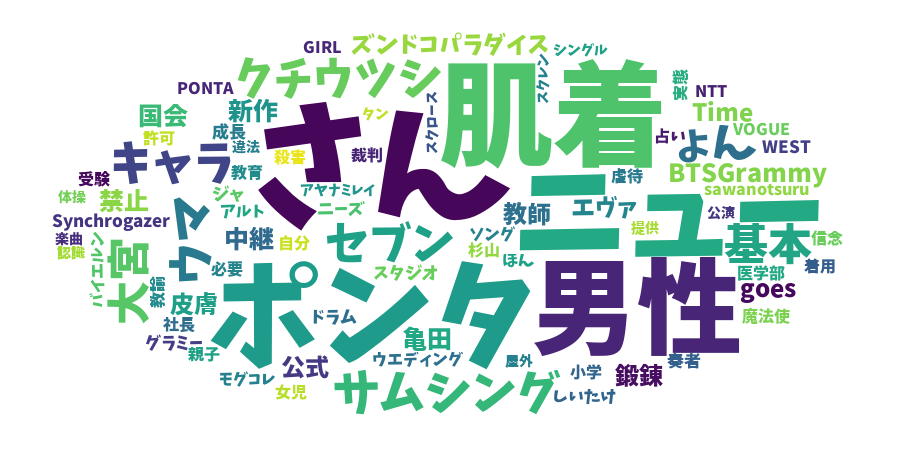 GIRL
ズンドコパラダイス
シングル
クチウツシ
肌着
スクレン
実態
PONTA
NTT
国会
新作
さん
タン
スクロース
Time
許可
成長
占い
ょん
VOGUE
キャラ
違法
殺害
裁判
WEST
受験
教育
虐待
BTSGrammy
体操
禁止
ジャ
アヤナミレイ
sawanotsuru
Synchrogazer
ウマ
アルト
ニーズ
教師
エヴァ
ニュー
公演
楽曲
大宮
中継
自分
セブン
ソング
提供
基本
信念
認識
バイエルン
必要
スタジオ
杉山
ほん
医学部
着用
教諭
皮膚
ポンタ
男性
goes
社長
ドラム
魔法使
グラミー
親子
亀田
モグコレ
公式
ウエディング
屋外
奏者
女児
サムシング
小学
鍛錬
しいたけ